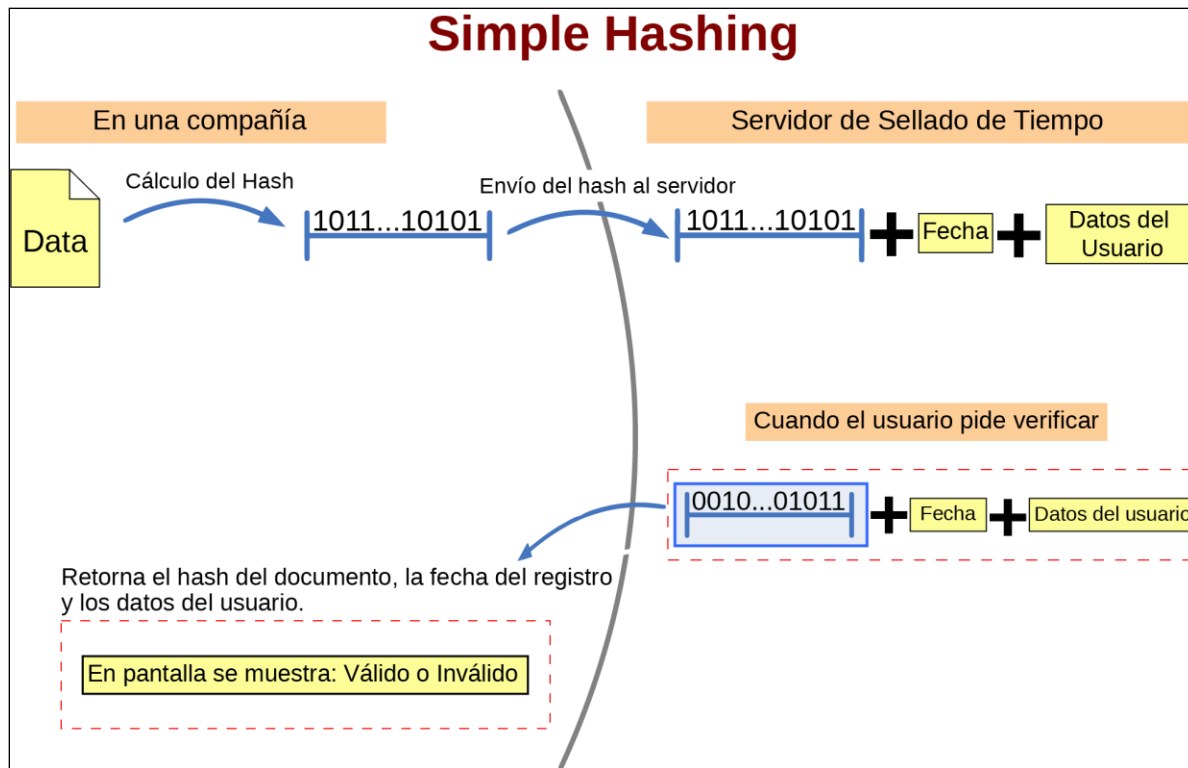 Simple Hashing
En una compañía
Servidor de Sellado de Tiempo
Cálculo del Hash
Envío del hash al servidor
Data
1011...10101
1011...10101
Fecha
Datos del
Usuario
Cuando el usuario pide verificar
0010...01011
Fecha
Datos del usuario
Retorna el hash del documento, la fecha del registro
y los datos del usuario.
En pantalla se muestra: Válido o Inválido